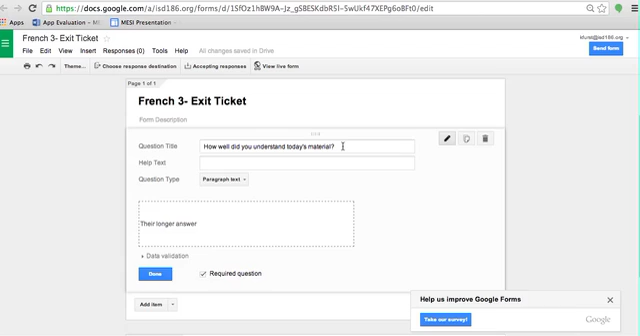 https://docs.google.com/a/isd186.org/forms/d/
Apps App Evaluation - ME MESI Presentation
French 3- Exit Ticket
File Edit View Insert Responses (0) Tools Help All changes saved in Drive
Send form
Theme... Choose response destination Accepting responses View live form
Page 1 of 1
French 3- Exit Ticket
Form Description
Question Title How well did you understand today's material?
Help Text
Question Type Paragraph text
Their longer answer
Data validation
Done Required question
Add item
Help us improve Google Forms
Take our survey! Google